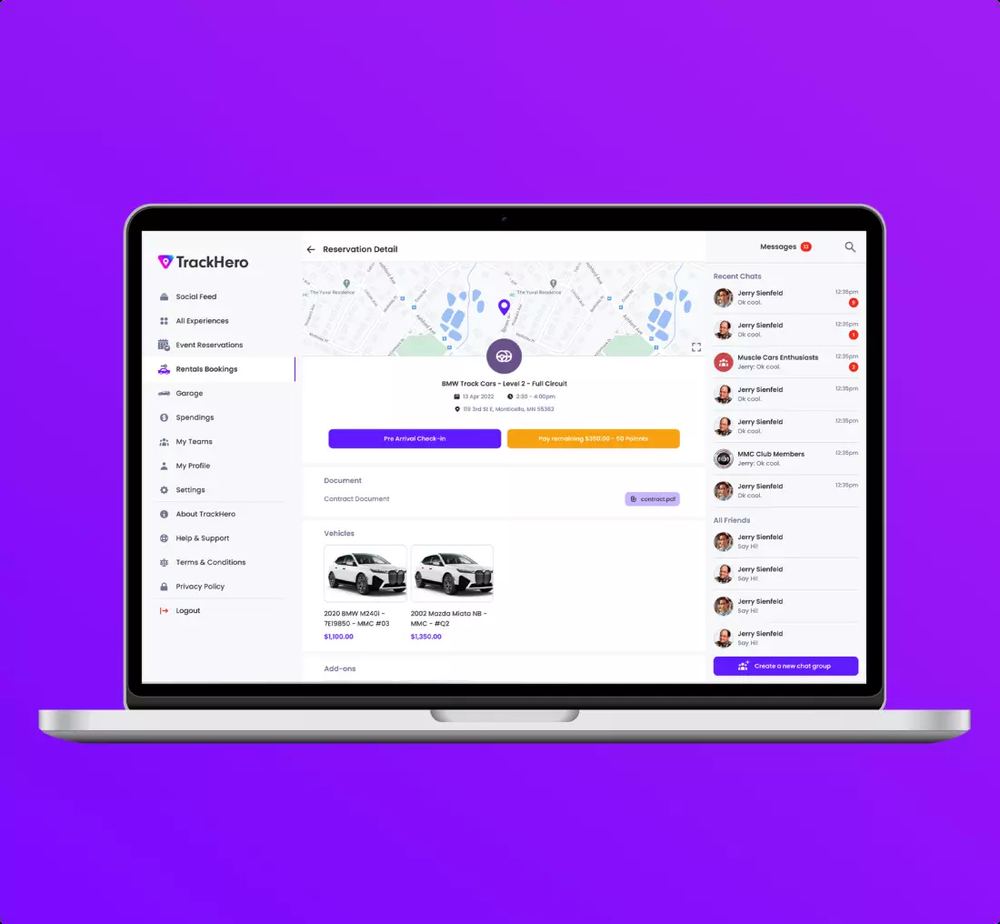 TrackHero
Social Feed
All Experiences
Event Reservations
Rentals Bookings
Garage
Spendings
My Teams
My Profile
Settings
About TrackHero
Help & Support
Terms & Conditions
Privacy Policy
Logout
Reservation Detail
The Yuval Residence
The Yuval Residence
BMW Track Cars - Level 2 - Full Circuit
13 Apr 2022
2:30 - 4:00pm
119 3rd St E, Monticello, MN 55362
Pre Arrival Check-in
Pay remaining $350.00 - 50 Points
Document
Contract Document
contract.pdf
Vehicles
2020 BMW M240i -
7E19850 - MMC #03
$1,100.00
2002 Mazda Miata NB -
MMC - #Q2
$1,350.00
Add-ons
Messages 12
Recent Chats
Jerry Sienfeld 12:35pm
Ok cool.
Jerry Sienfeld 12:35pm
Ok cool.
Muscle Cars Enthusiasts 12:35pm
Jerry: Ok cool.
Jerry Sienfeld 12:35pm
Ok cool.
Jerry Sienfeld 12:35pm
Ok cool.
MMC Club Members 12:35pm
Jerry: Ok cool.
Jerry Sienfeld 12:35pm
Ok cool.
All Friends
Jerry Sienfeld
Say Hi!
Jerry Sienfeld
Say Hi!
Jerry Sienfeld
Say Hi!
Jerry Sienfeld
Say Hi!
Create a new chat group